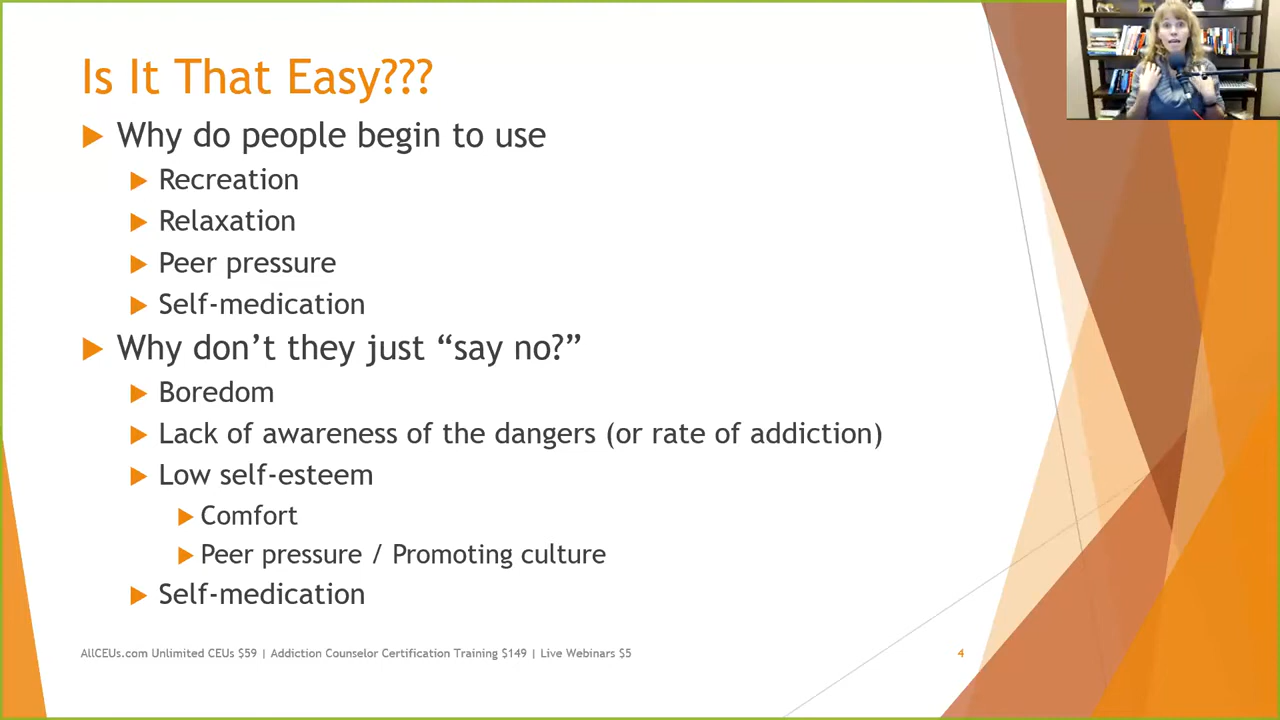 Is It That Easy???
Why do people begin to use
Recreation
Relaxation
Peer pressure
Self-medication
Why don’t they just “say no?”
Boredom
Lack of awareness of the dangers (or rate of addiction)
Low self-esteem
Comfort
Peer pressure / Promoting culture
Self-medication
AllCEUs.com Unlimited CEUs $59 | Addiction Counselor Certification Training $149 | Live Webinars $5
4